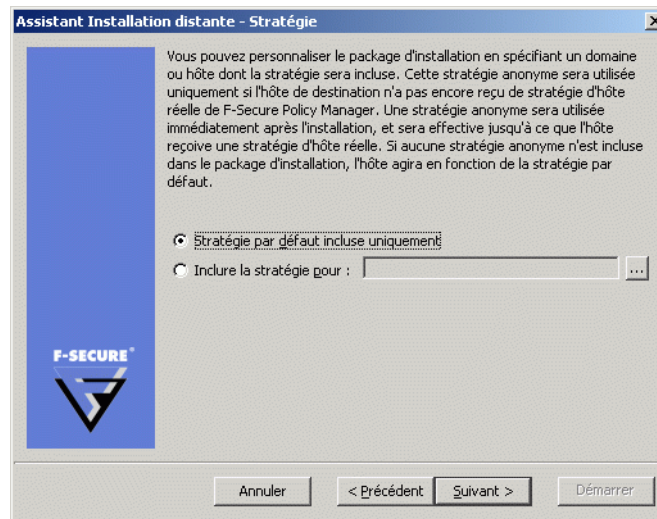 Assistant Installation distante - Stratégie
Vous pouvez personnaliser le package d'installation en spécifiant un domaine
ou hôte dont la stratégie sera incluse. Cette stratégie anonyme sera utilisée
uniquement si l'hôte de destination n'a pas encore reçu de stratégie d'hôte
réelle de F-Secure Policy Manager. Une stratégie anonyme sera utilisée
immédiatement après l'installation, et sera effective jusqu'à ce que l'hôte
reçoive une stratégie d'hôte réelle. Si aucune stratégie anonyme n'est incluse
dans le package d'installation, l'hôte agira en fonction de la stratégie par
défaut.
Stratégie par défaut incluse uniquement
Inclure la stratégie pour :
...
F-SECURE®
Annuler
< Précédent
Suivant >
Démarrer